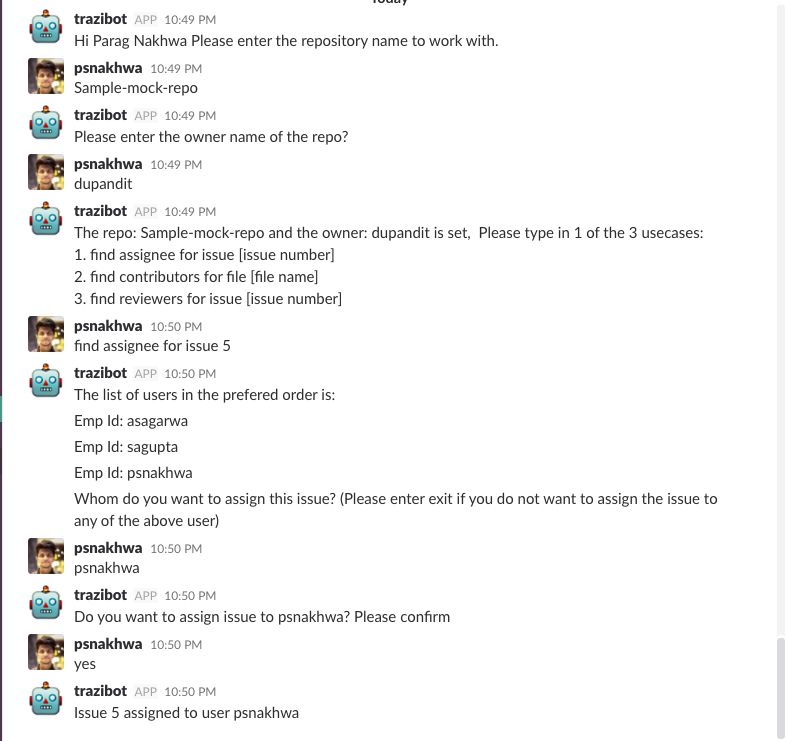 Today
trazibot APP 10:49 PM
Hi Parag Nakhwa Please enter the repository name to work with.
psnakhwa 10:49 PM
Sample-mock-repo
trazibot APP 10:49 PM
Please enter the owner name of the repo?
psnakhwa 10:49 PM
dupandit
trazibot APP 10:49 PM
The repo: Sample-mock-repo and the owner: dupandit is set,  Please type in 1 of the 3 usecases:
1. find assignee for issue [issue number]
2. find contributors for file [file name]
3. find reviewers for issue [issue number]
psnakhwa 10:50 PM
find assignee for issue 5
trazibot APP 10:50 PM
The list of users in the prefered order is:
Emp Id: asagarwa
Emp Id: sagupta
Emp Id: psnakhwa
Whom do you want to assign this issue? (Please enter exit if you do not want to assign the issue to
any of the above user)
psnakhwa 10:50 PM
psnakhwa
trazibot APP 10:50 PM
Do you want to assign issue to psnakhwa? Please confirm
psnakhwa 10:50 PM
yes
trazibot APP 10:50 PM
Issue 5 assigned to user psnakhwa